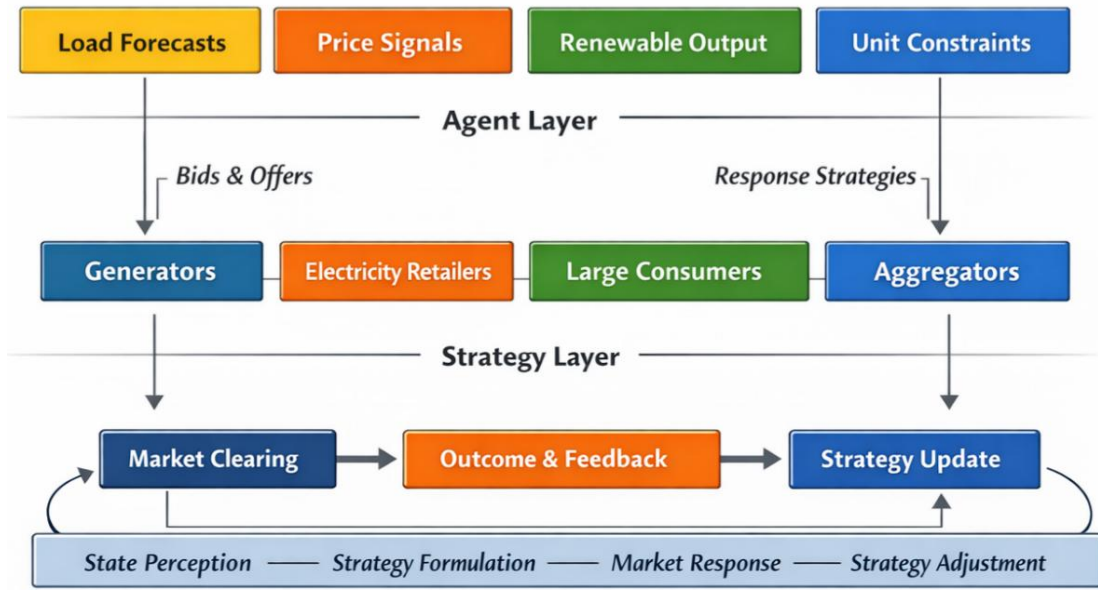 Load Forecasts
Price Signals
Renewable Output
Unit Constraints
Agent Layer
Bids & Offers
Response Strategies
Generators
Electricity Retailers
Large Consumers
Aggregators
Strategy Layer
Market Clearing
Outcome & Feedback
Strategy Update
State Perception
Strategy Formulation
Market Response
Strategy Adjustment